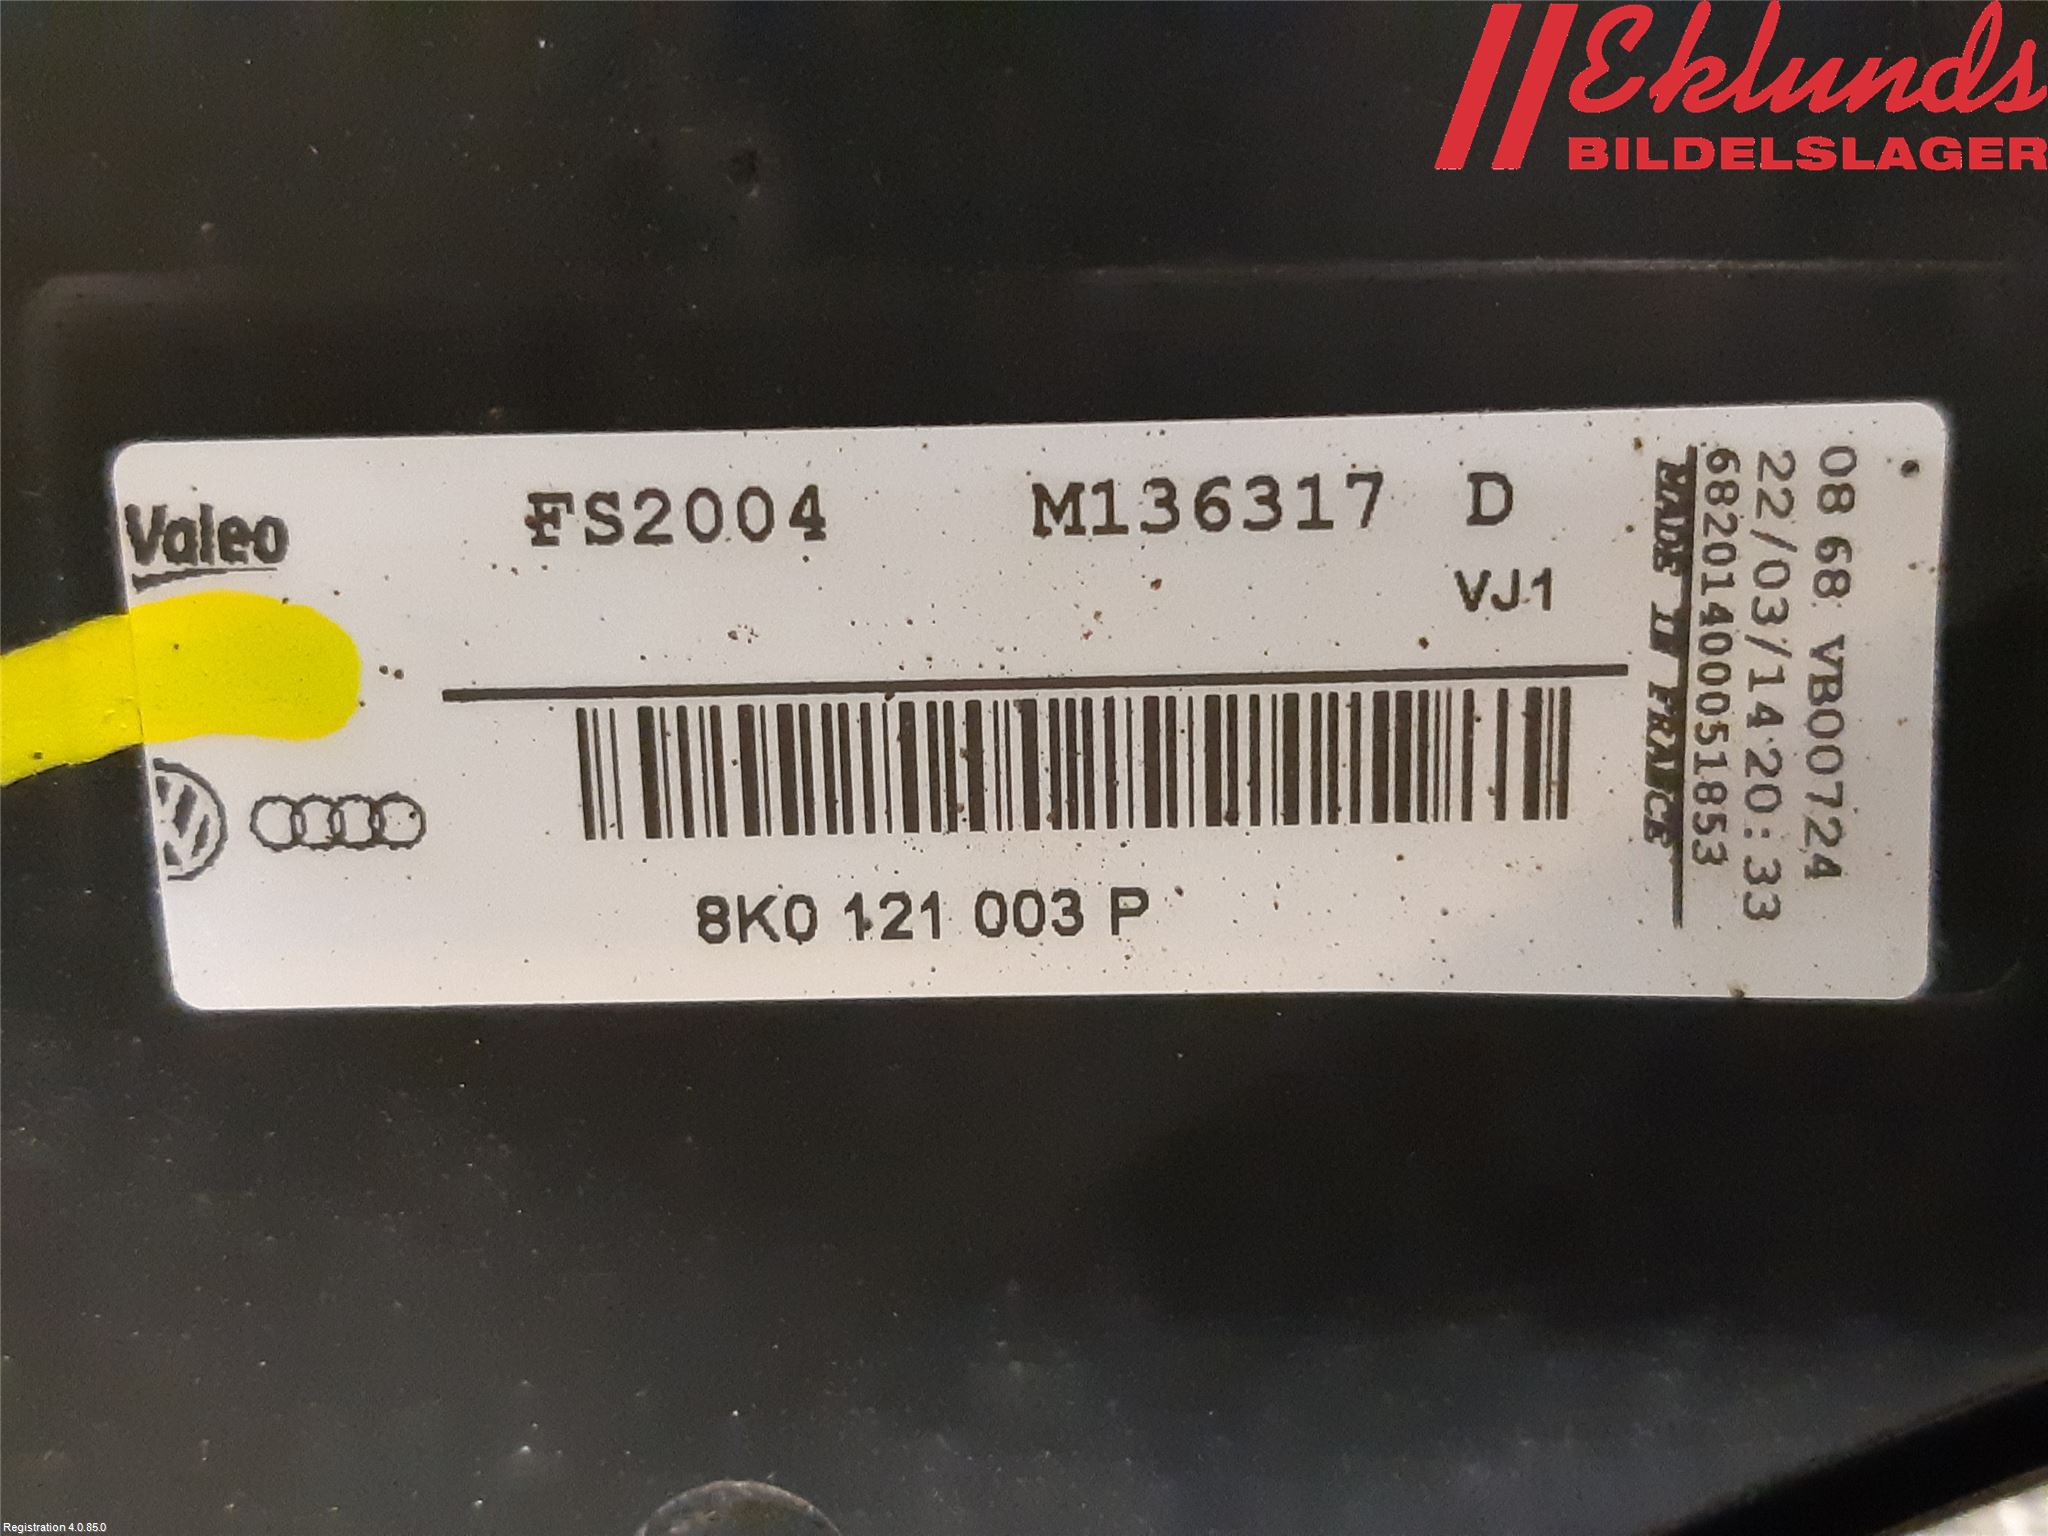 Eklunds
BILDELSLAGER
Valeo
FS2004 M136317 D
VJ1
8K0 121 003 P
08 68 VB00724
22/03/14 20:33
68201400051853
MADE IN FRANCE
Registration 4.0.85.0